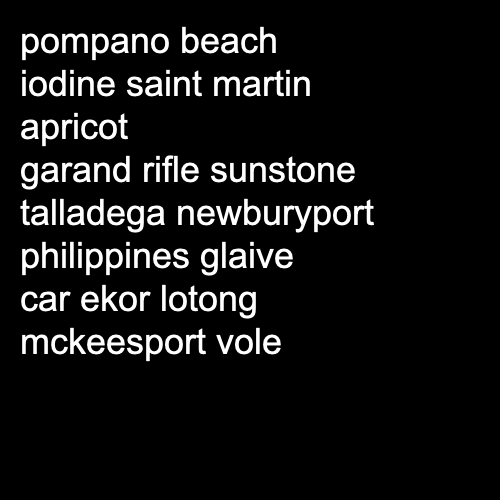 pompano beach
iodine saint martin
apricot
garand rifle sunstone
talladega newburyport
philippines glaive
car ekor lotong
mckeesport vole